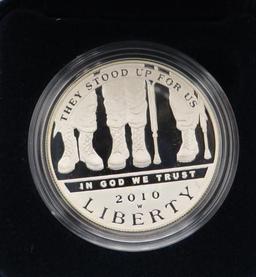 THEY STOOD UP FOR US
IN GOD WE TRUST
2010
W
LIBERTY